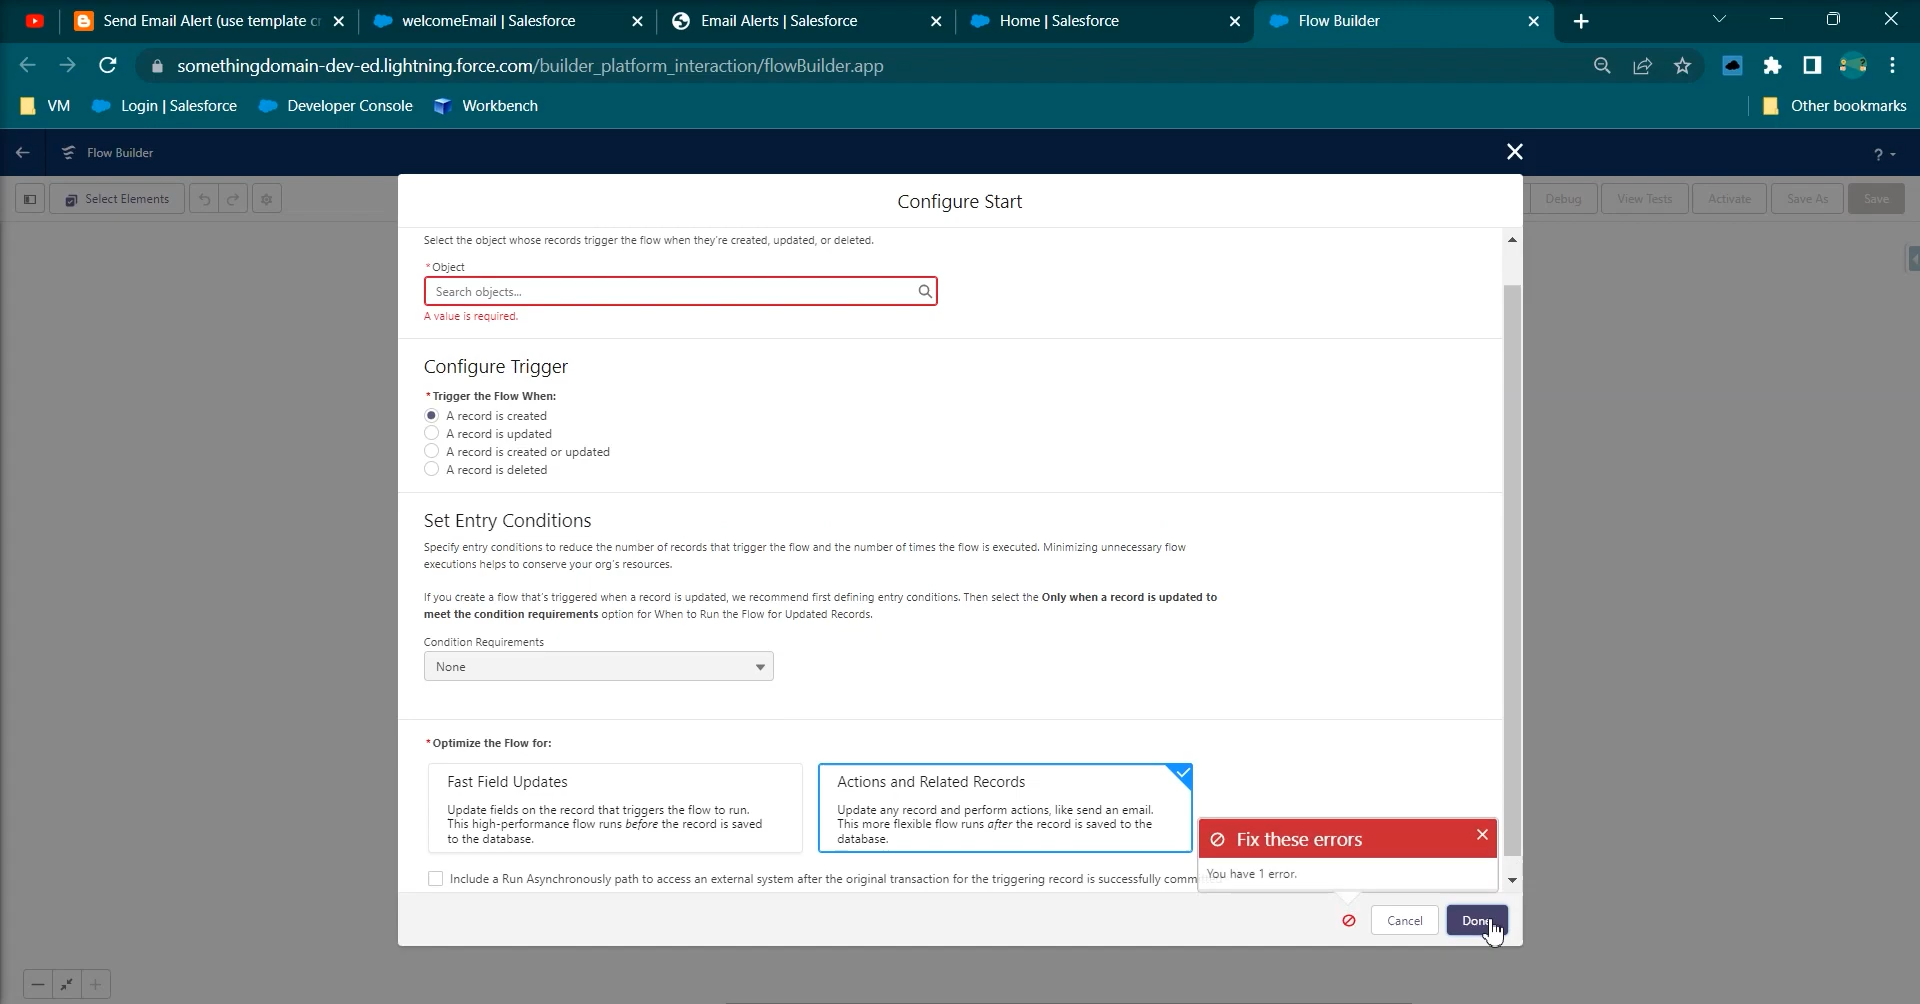 Send Email Alert (use template cr
welcomeEmail | Salesforce
Email Alerts | Salesforce
Home | Salesforce
Flow Builder
somethingdomain-dev-ed.lightning.force.com/builder_platform_interaction/flowBuilder.app
VM
Login | Salesforce
Developer Console
Workbench
Other bookmarks
Flow Builder
?
Select Elements
Debug
View Tests
Activate
Save As
Save
Configure Start
Select the object whose records trigger the flow when they're created, updated, or deleted.
*Object
Search objects...
A value is required.
Configure Trigger
*Trigger the Flow When:
A record is created
A record is updated
A record is created or updated
A record is deleted
Set Entry Conditions
Specify entry conditions to reduce the number of records that trigger the flow and the number of times the flow is executed. Minimizing unnecessary flow
executions helps to conserve your org's resources.
If you create a flow that's triggered when a record is updated, we recommend first defining entry conditions. Then select the Only when a record is updated to
meet the condition requirements option for When to Run the Flow for Updated Records.
Condition Requirements
None
*Optimize the Flow for:
Fast Field Updates
Update fields on the record that triggers the flow to run.
This high-performance flow runs before the record is saved
to the database.
Actions and Related Records
Update any record and perform actions, like send an email.
This more flexible flow runs after the record is saved to the
database.
Fix these errors
You have 1 error.
Include a Run Asynchronously path to access an external system after the original transaction for the triggering record is successfully comm
Cancel
Done